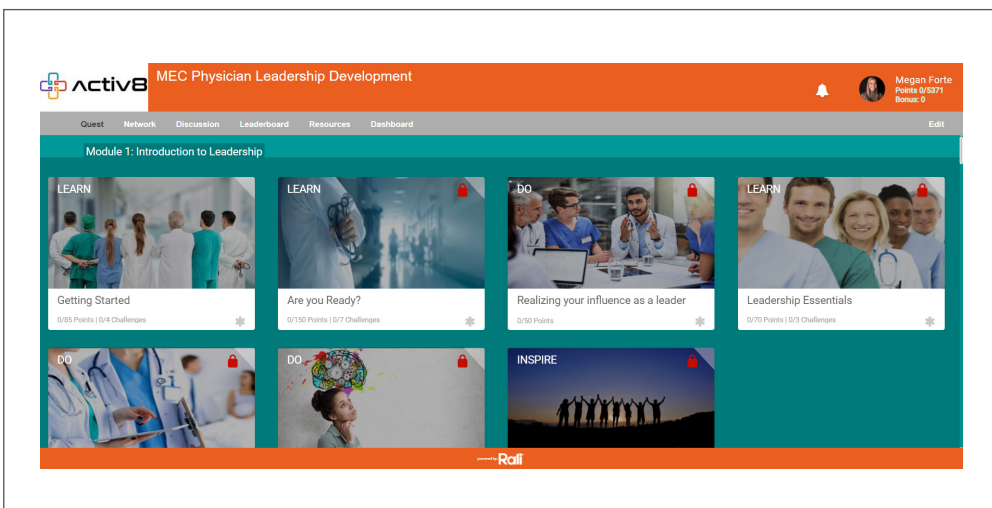 ACTIV8
MEC Physician Leadership Development
Megan Forte
Points 0/5371
Bonus: 0
Quest Network Discussion Leaderboard Resources Dashboard Edit
Module 1: Introduction to Leadership
LEARN
Getting Started
0/85 Points | 0/4 Challenges
LEARN
Are you Ready?
0/150 Points | 0/7 Challenges
DO
Realizing your influence as a leader
0/50 Points
LEARN
Leadership Essentials
0/70 Points | 0/3 Challenges
DO
DO
INSPIRE
powered by Rali